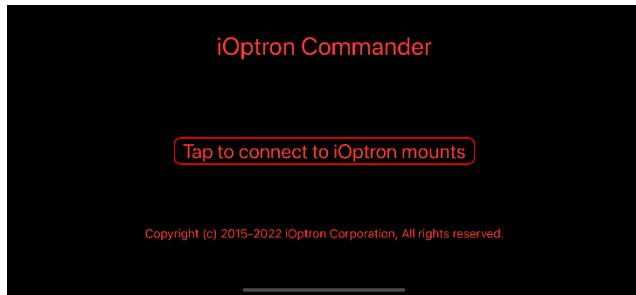 iOptron Commander
Tap to connect to iOptron mounts
Copyright (c) 2015-2022 iOptron Corporation, All rights reserved.